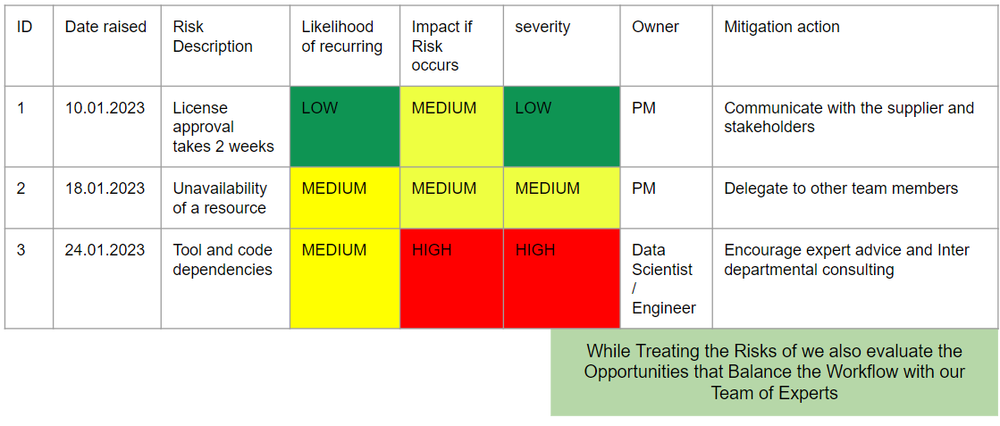 ID Date raised Risk Description Likelihood of recurring Impact if Risk occurs severity Owner Mitigation action
1 10.01.2023 License approval takes 2 weeks LOW MEDIUM LOW PM Communicate with the supplier and stakeholders
2 18.01.2023 Unavailability of a resource MEDIUM MEDIUM MEDIUM PM Delegate to other team members
3 24.01.2023 Tool and code dependencies MEDIUM HIGH HIGH Data Scientist / Engineer Encourage expert advice and Inter departmental consulting
While Treating the Risks of we also evaluate the
Opportunities that Balance the Workflow with our
Team of Experts